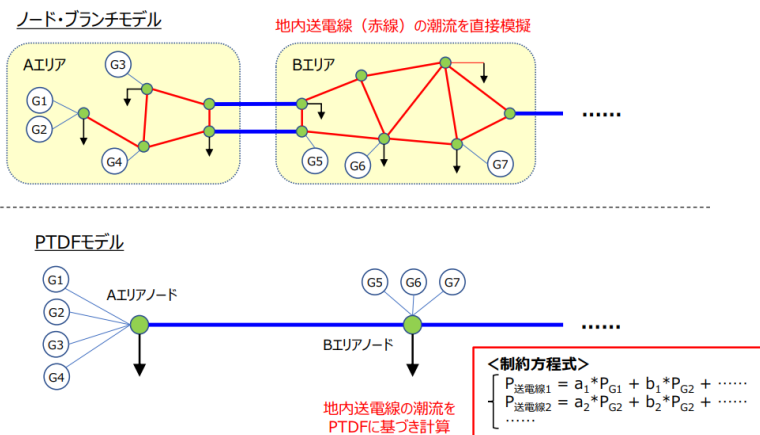 ノード・ブランチモデル
地内送電線（赤線）の潮流を直接模擬
Aエリア
G3
G1
G2
G4
Bエリア
G5
G6
G7
……
PTDFモデル
G1
G2
G3
G4
Aエリアノード
G5
G6
G7
Bエリアノード
……
地内送電線の潮流を
PTDFに基づき計算
＜制約方程式＞
P送電線1 = a1*PG1 + b1*PG2 + ……
P送電線2 = a2*PG2 + b2*PG2 + ……
……